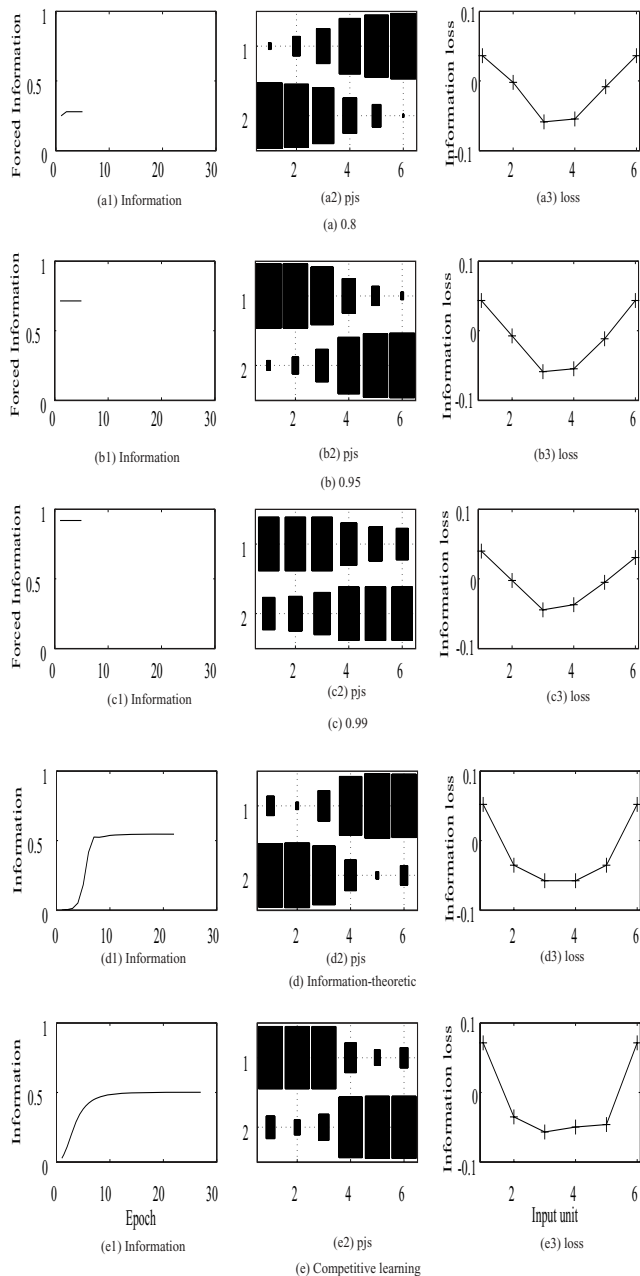 Forced Information
1
0.5
0
0 10 20 30
(a1) Information
1
2
2 4 6
(a2) pjs
Information loss
0.1
0
-0.1
2 4 6
(a3) loss
(a) 0.8
Forced Information
1
0.5
0
0 10 20 30
(b1) Information
1
2
2 4 6
(b2) pjs
Information loss
0.1
0
-0.1
2 4 6
(b3) loss
(b) 0.95
Forced Information
1
0.5
0
0 10 20 30
(c1) Information
1
2
2 4 6
(c2) pjs
Information loss
0.1
0
-0.1
2 4 6
(c3) loss
(c) 0.99
Information
1
0.5
0
0 10 20 30
(d1) Information
1
2
2 4 6
(d2) pjs
Information loss
0.1
0
-0.1
2 4 6
(d3) loss
(d) Information-theoretic
Information
1
0.5
0
0 10 20 30
Epoch
(e1) Information
1
2
2 4 6
(e2) pjs
Information loss
0.1
0
-0.1
2 4 6
Input unit
(e3) loss
(e) Competitive learning